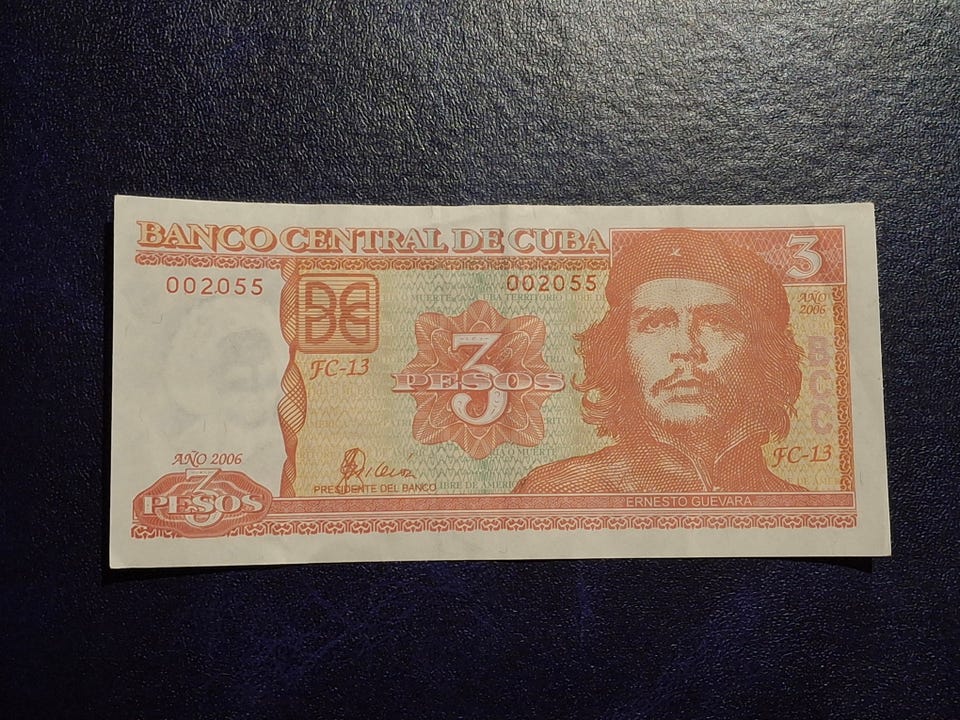 BANCO CENTRAL DE CUBA
3
002055
002055
AÑO
2006
FC-13
3
PESOS
BCC
FC-13
AÑO 2006
3
PESOS
PRESIDENTE DEL BANCO
ERNESTO GUEVARA